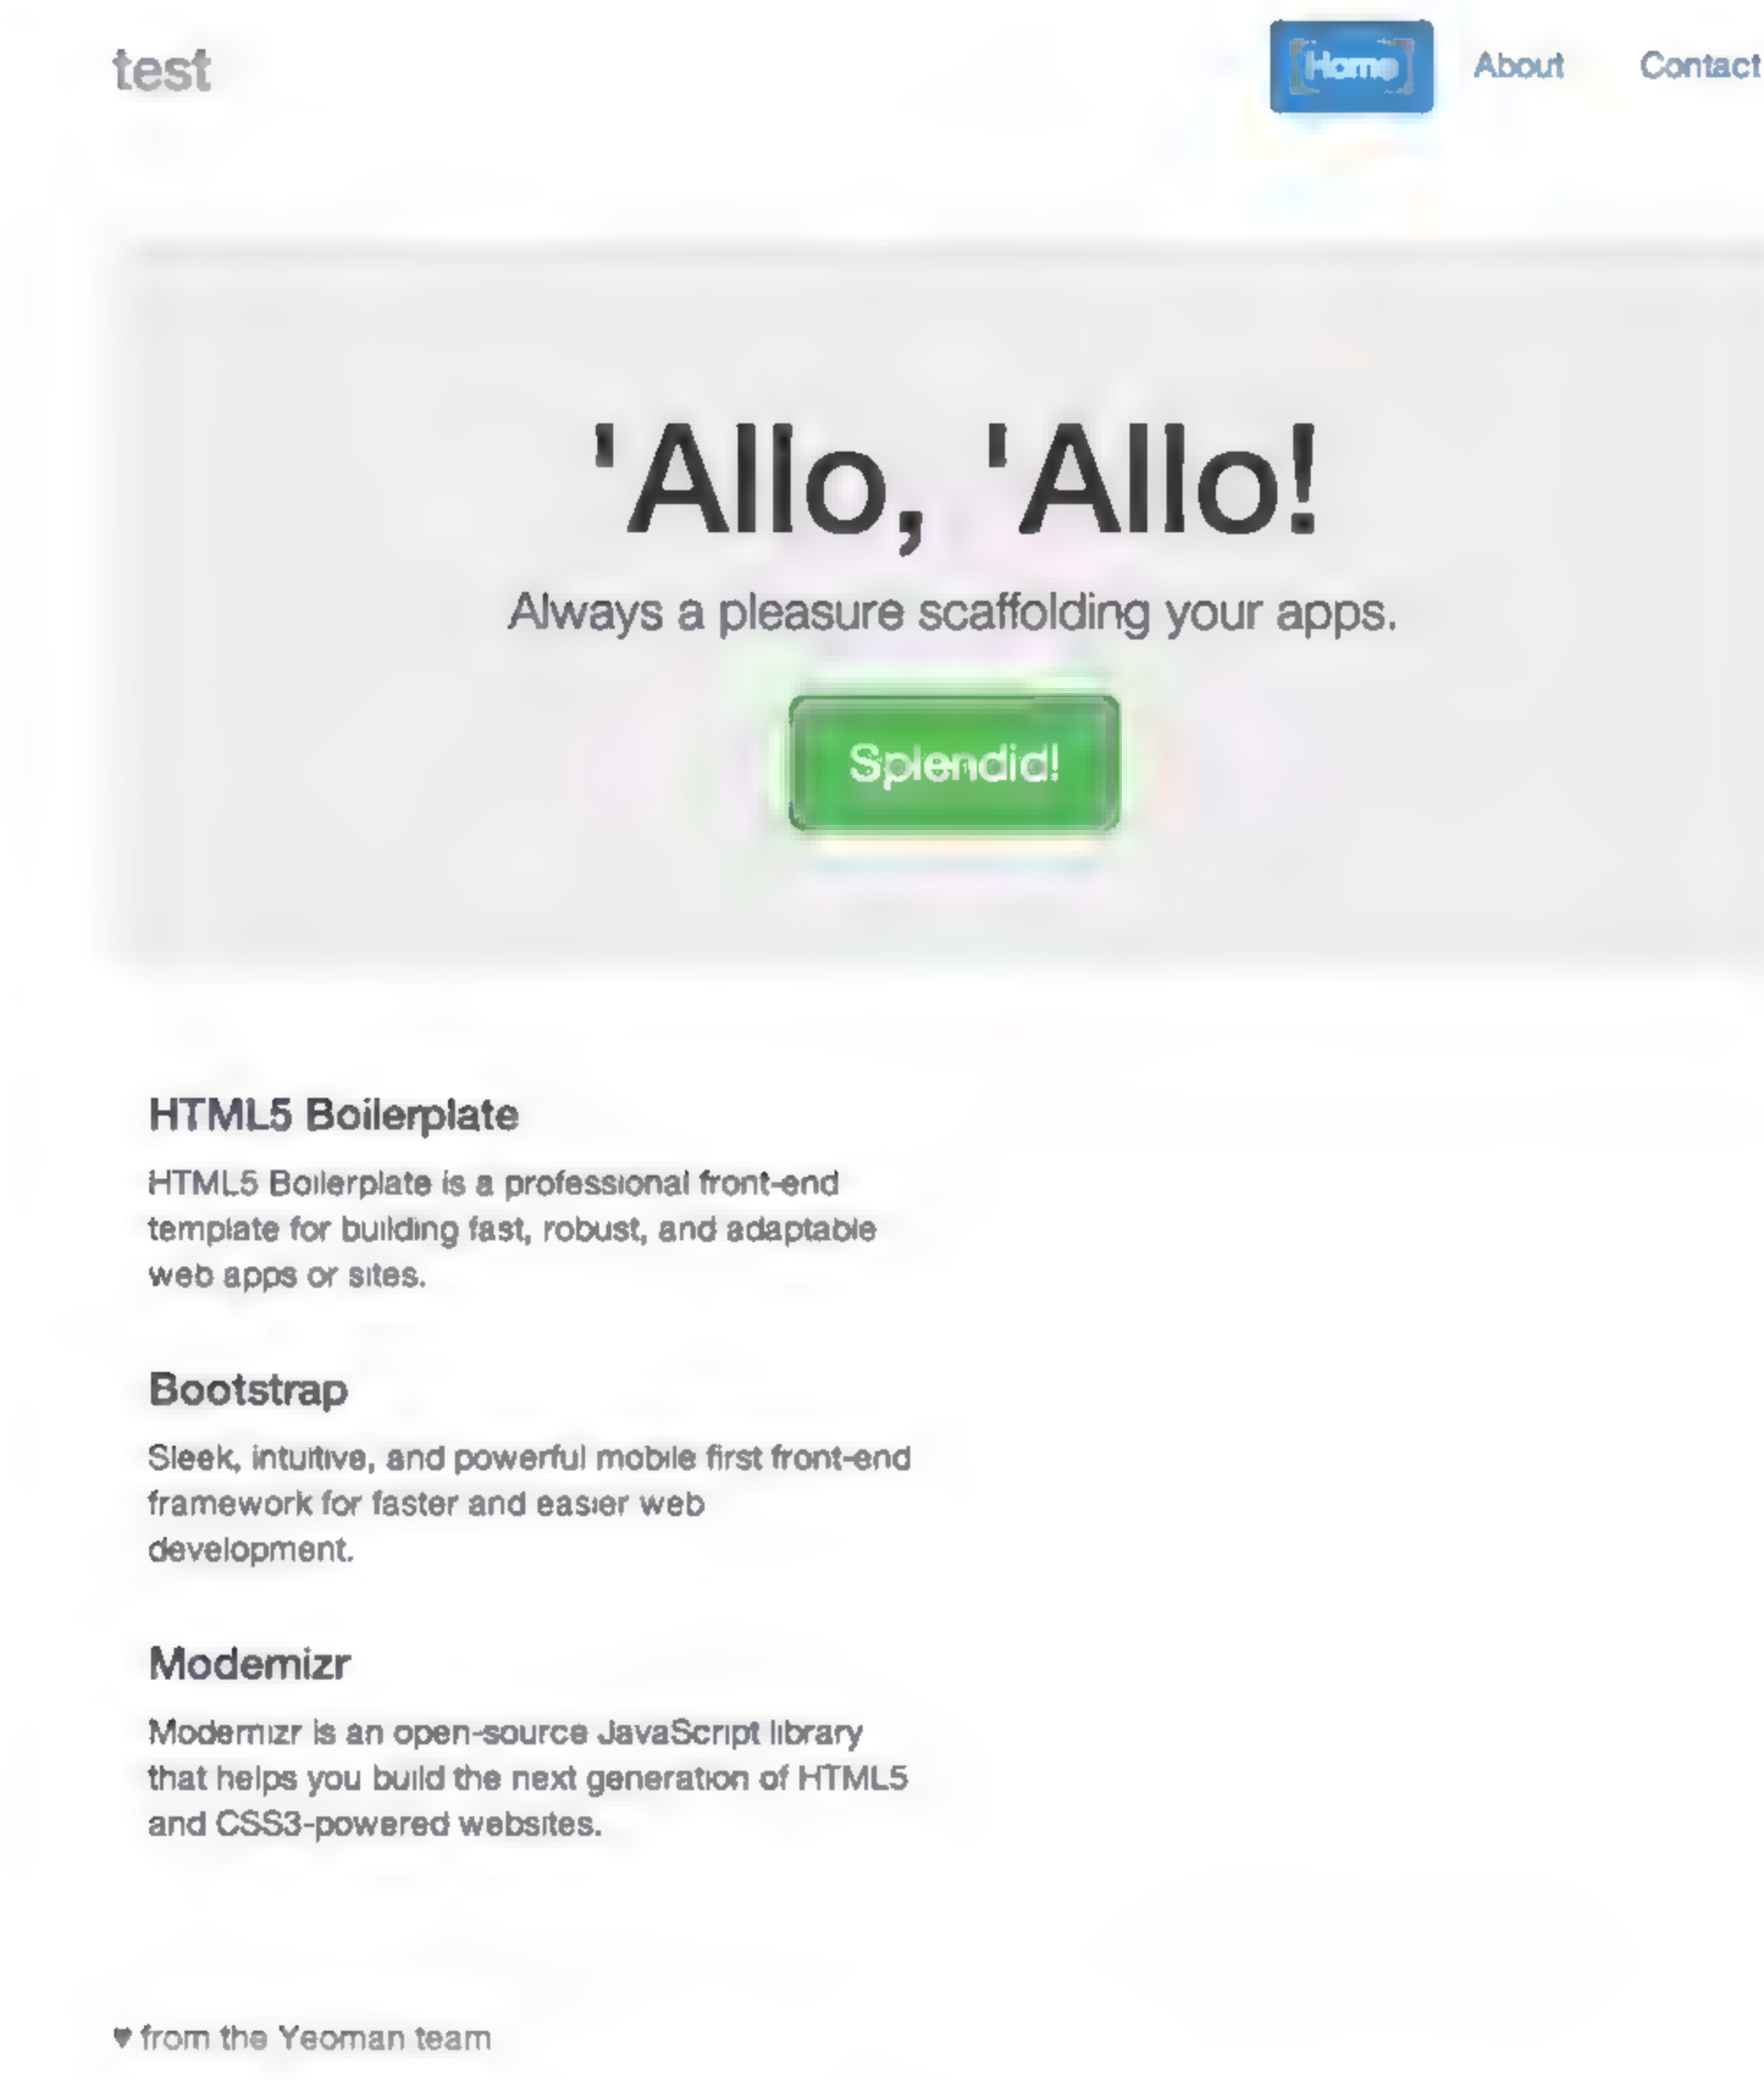 test
Home About Contact
'Allo, 'Allo!
Always a pleasure scaffolding your apps.
Splendid!
HTML5 Boilerplate
HTML5 Boilerplate is a professional front-end
template for building fast, robust, and adaptable
web apps or sites.
Bootstrap
Sleek, intuitive, and powerful mobile first front-end
framework for faster and easier web
development.
Modernizr
Modernizr is an open-source JavaScript library
that helps you build the next generation of HTML5
and CSS3-powered websites.
♥ from the Yeoman team